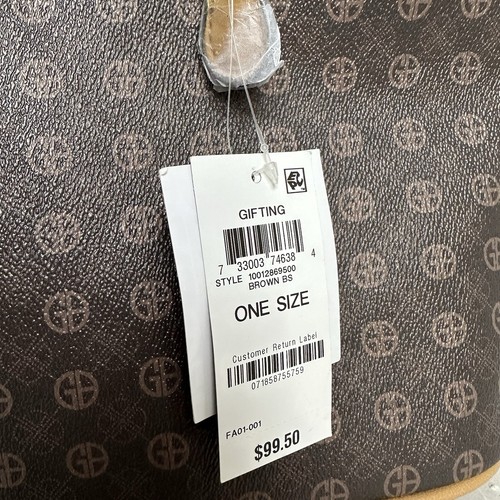 GIFTING
7 33003 74638 4
STYLE 10012869500
BROWN BS
ONE SIZE
Customer Return Label
071858755759
FA01-001
$99.50